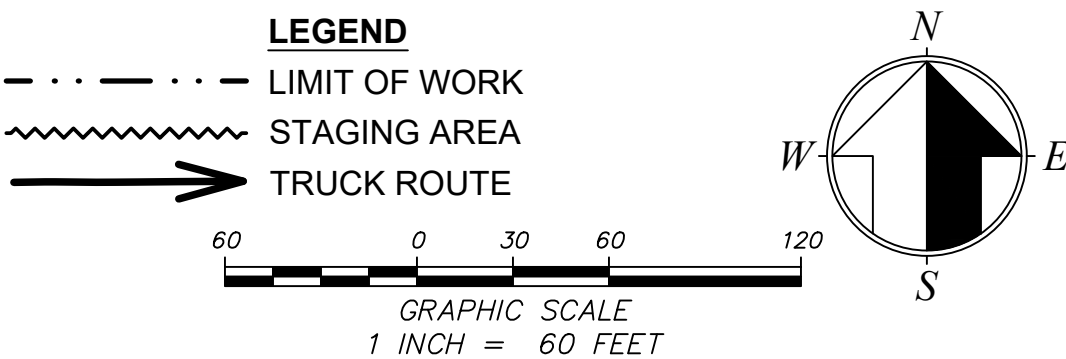 LEGEND
LIMIT OF WORK
STAGING AREA
TRUCK ROUTE
N
W E
S
60 0 30 60 120
GRAPHIC SCALE
1 INCH = 60 FEET